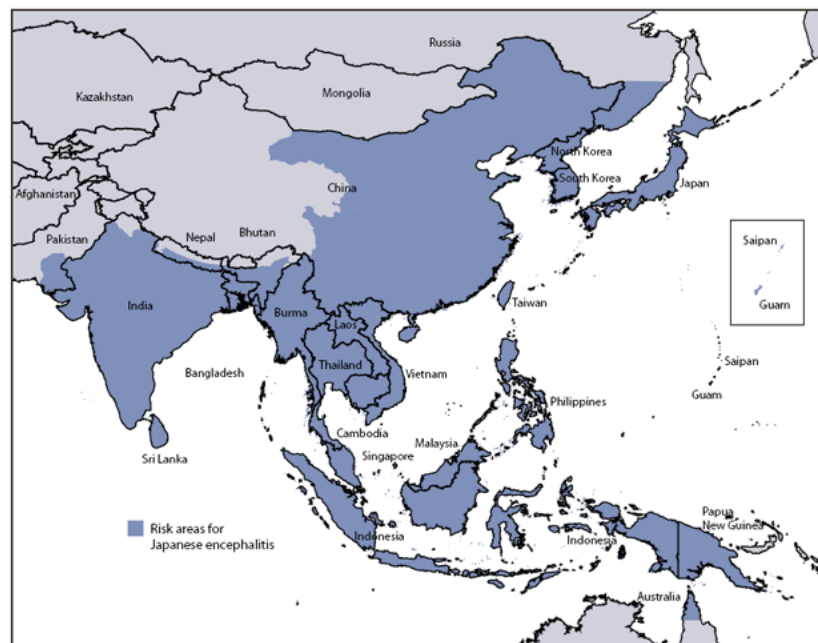 Russia
Kazakhstan
Mongolia
North Korea
South Korea
Japan
China
Afghanistan
Pakistan
Nepal
Bhutan
Saipan
Guam
India
Burma
Laos
Taiwan
Thailand
Vietnam
Bangladesh
Saipan
Guam
Philippines
Cambodia
Malaysia
Singapore
Sri Lanka
Risk areas for
Japanese encephalitis
Indonesia
Indonesia
Papua
New Guinea
Australia